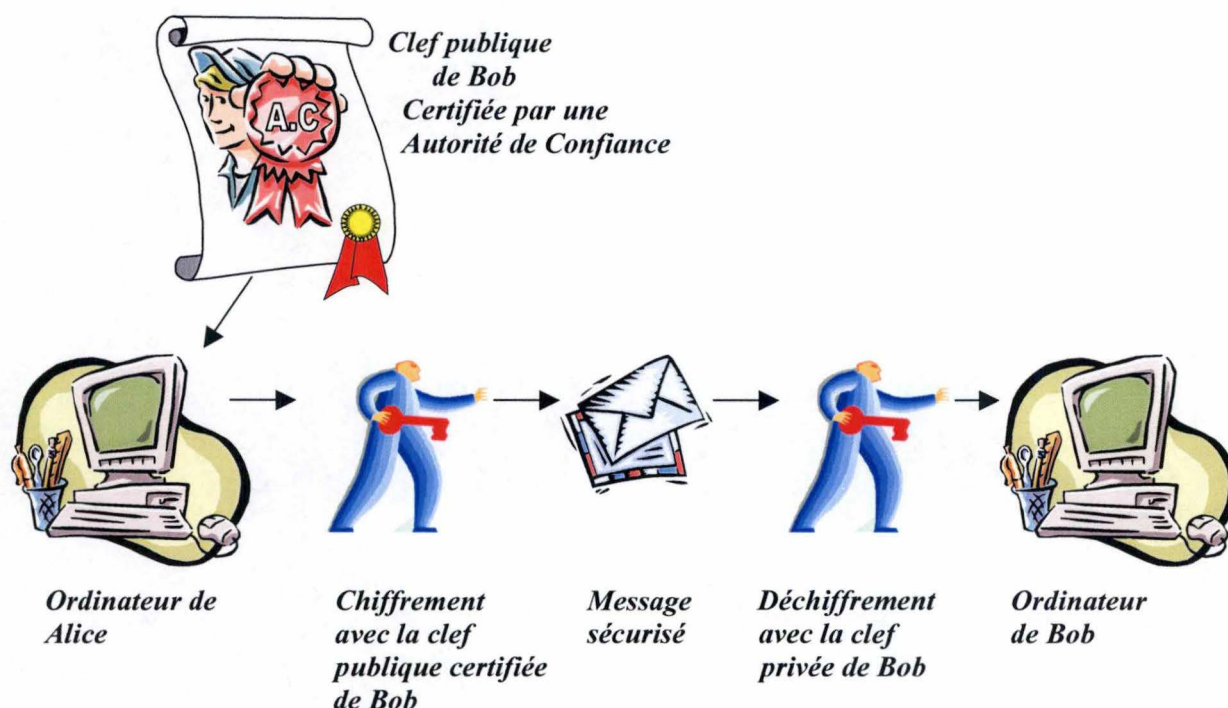 Clef publique
de Bob
Certifiée par une
Autorité de Confiance
A.C
Ordinateur de
Alice
Chiffrement
avec la clef
publique certifiée
de Bob
Message
sécurisé
Déchiffrement
avec la clef
privée de Bob
Ordinateur
de Bob